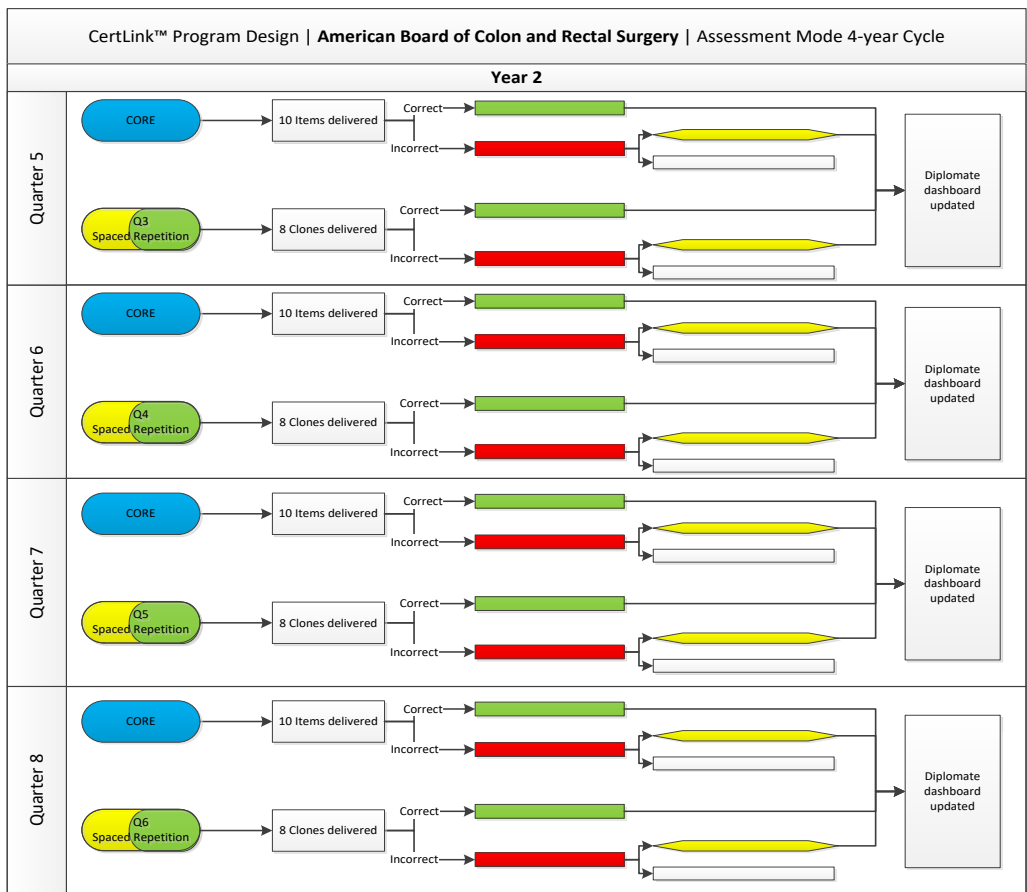 CertLink™ Program Design | American Board of Colon and Rectal Surgery | Assessment Mode 4-year Cycle
Year 2
Quarter 5
CORE
10 Items delivered
Correct
Incorrect
Q3
Spaced Repetition
8 Clones delivered
Correct
Incorrect
Diplomate
dashboard
updated
Quarter 6
CORE
10 Items delivered
Correct
Incorrect
Q4
Spaced Repetition
8 Clones delivered
Correct
Incorrect
Diplomate
dashboard
updated
Quarter 7
CORE
10 Items delivered
Correct
Incorrect
Q5
Spaced Repetition
8 Clones delivered
Correct
Incorrect
Diplomate
dashboard
updated
Quarter 8
CORE
10 Items delivered
Correct
Incorrect
Q6
Spaced Repetition
8 Clones delivered
Correct
Incorrect
Diplomate
dashboard
updated